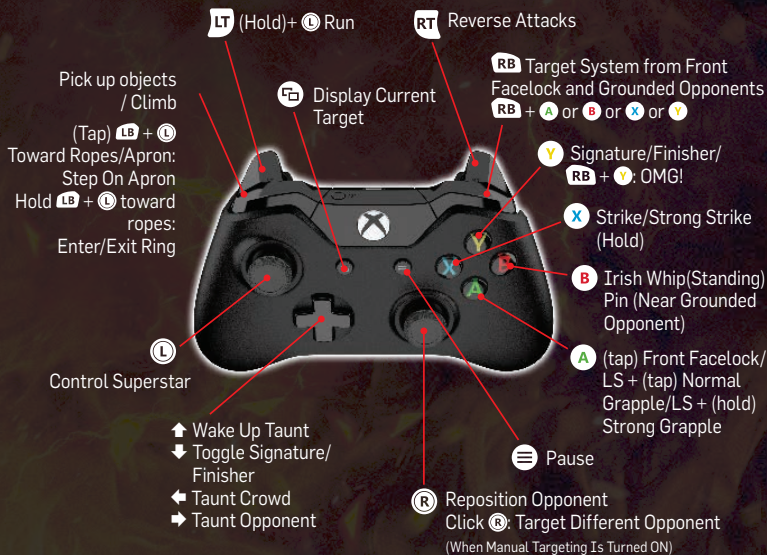 LT (Hold)+ L Run
RT Reverse Attacks
Pick up objects
/ Climb
Display Current
Target
RB Target System from Front
Facelock and Grounded Opponents
RB + A or B or X or Y
(Tap) LB + L
Toward Ropes/Apron:
Step On Apron
Hold LB + L toward
ropes:
Enter/Exit Ring
Y Signature/Finisher/
RB + Y: OMG!
X Strike/Strong Strike
(Hold)
Y
X
B
A
B Irish Whip(Standing)
Pin (Near Grounded
Opponent)
L
Control Superstar
A (tap) Front Facelock/
LS + (tap) Normal
Grapple/LS + (hold)
Strong Grapple
Wake Up Taunt
Toggle Signature/
Finisher
Taunt Crowd
Taunt Opponent
Pause
R Reposition Opponent
Click R: Target Different Opponent
(When Manual Targeting Is Turned ON)